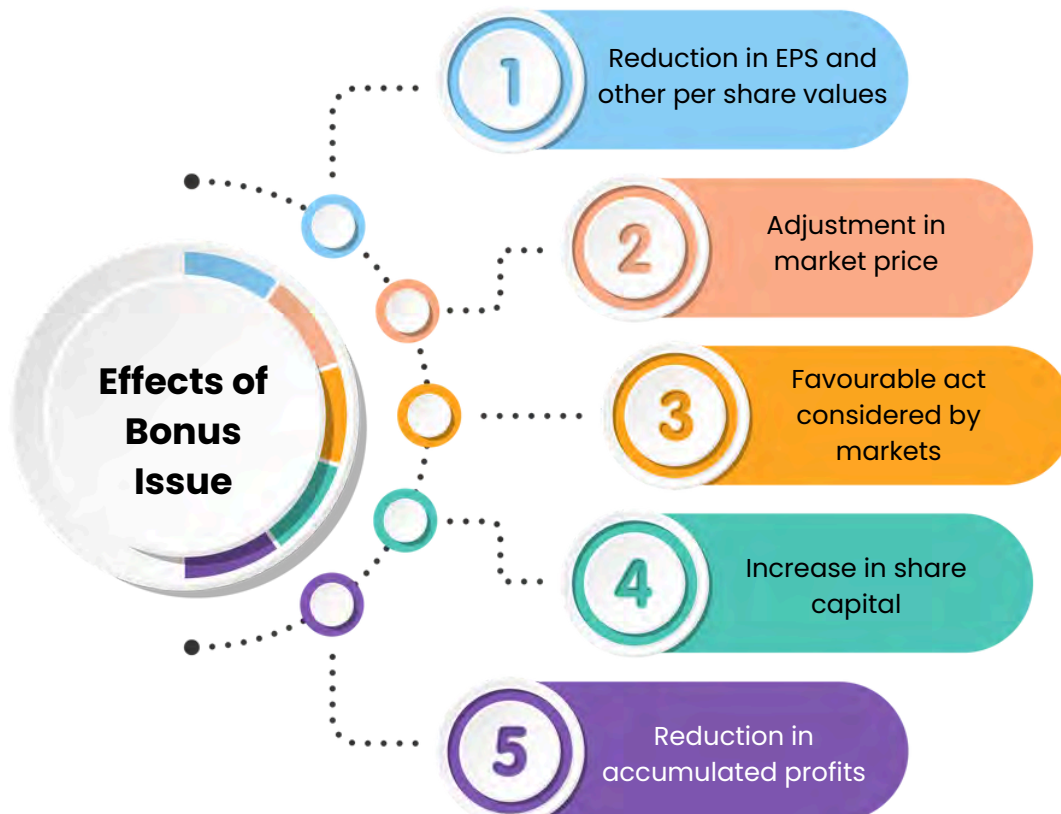 Effects of
Bonus
Issue
1
Reduction in EPS and
other per share values
2
Adjustment in
market price
3
Favourable act
considered by
markets
4
Increase in share
capital
5
Reduction in
accumulated profits